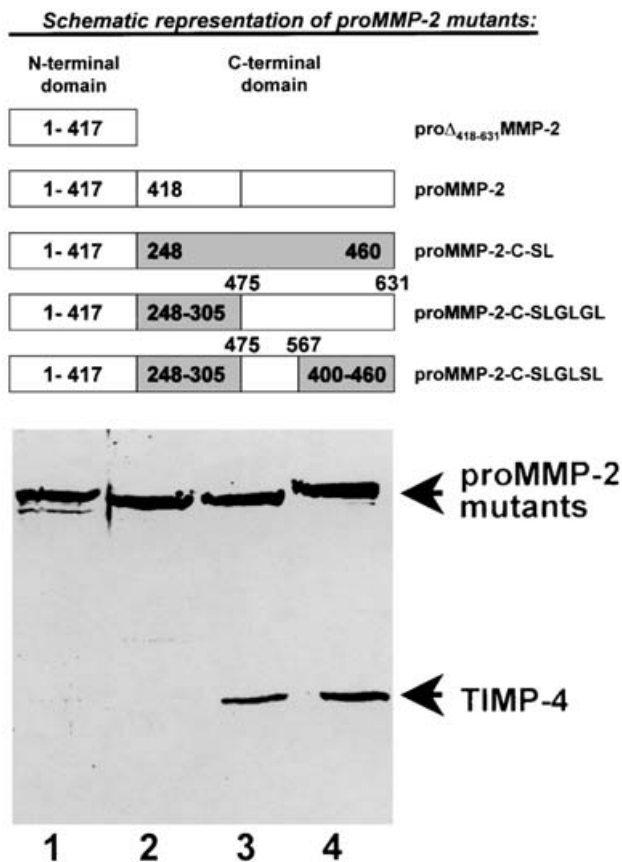 Schematic representation of proMMP-2 mutants:
N-terminal domain C-terminal domain
1- 417 proΔ418-631MMP-2
1- 417 418 proMMP-2
1- 417 248 460 proMMP-2-C-SL
475 631
1- 417 248-305 proMMP-2-C-SLGLGL
475 567
1- 417 248-305 400-460 proMMP-2-C-SLGLSL
proMMP-2
mutants
TIMP-4
1 2 3 4